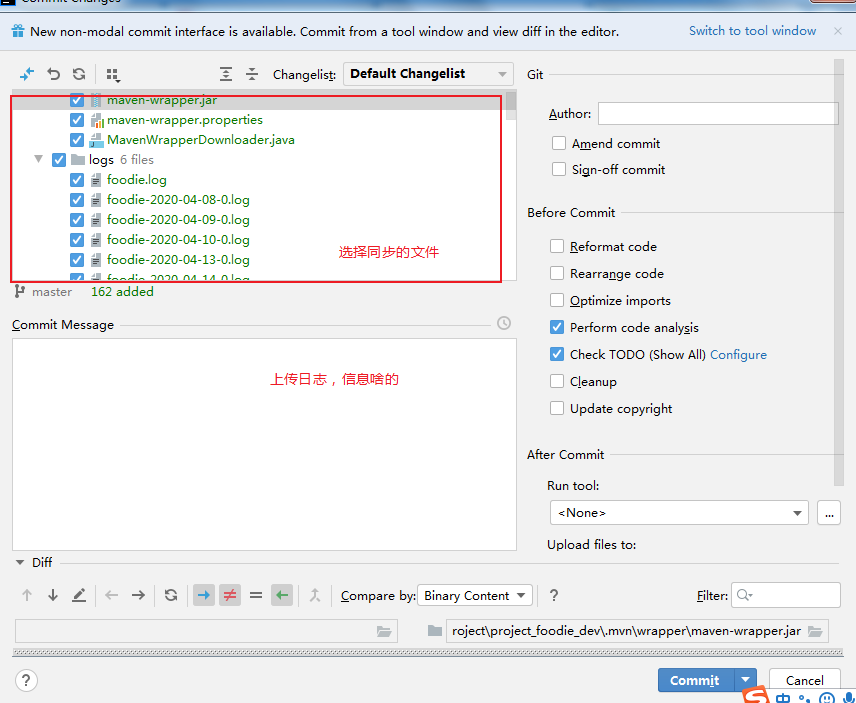 Commit Changes
New non-modal commit interface is available. Commit from a tool window and view diff in the editor.
Switch to tool window
Changelist: Default Changelist
maven-wrapper.jar
maven-wrapper.properties
MavenWrapperDownloader.java
logs 6 files
foodie.log
foodie-2020-04-08-0.log
foodie-2020-04-09-0.log
foodie-2020-04-10-0.log
foodie-2020-04-13-0.log
foodie-2020-04-14-0.log
选择同步的文件
master 162 added
Commit Message
上传日志，信息啥的
Git
Author:
Amend commit
Sign-off commit
Before Commit
Reformat code
Rearrange code
Optimize imports
Perform code analysis
Check TODO (Show All) Configure
Cleanup
Update copyright
After Commit
Run tool:
<None>
...
Upload files to:
Diff
Compare by: Binary Content
?
Filter:
roject\project_foodie_dev\.mvn\wrapper\maven-wrapper.jar
?
Commit
Cancel
中